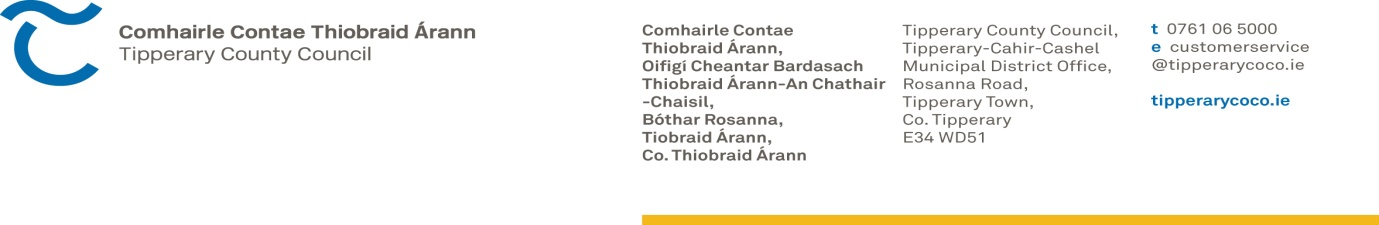 Comhairle Contae Thiobraid Árann
Tipperary County Council
Comhairle Contae
Thiobraid Árann,
Oifigí Cheantar Bardasach
Thiobraid Árann-An Chathair
-Chaisil,
Bóthar Rosanna,
Tiobraid Árann,
Co. Thiobraid Árann
Tipperary County Council,
Tipperary-Cahir-Cashel
Municipal District Office,
Rosanna Road,
Tipperary Town,
Co. Tipperary
E34 WD51
t 0761 06 5000
e customerservice
@tipperarycoco.ie
tipperarycoco.ie